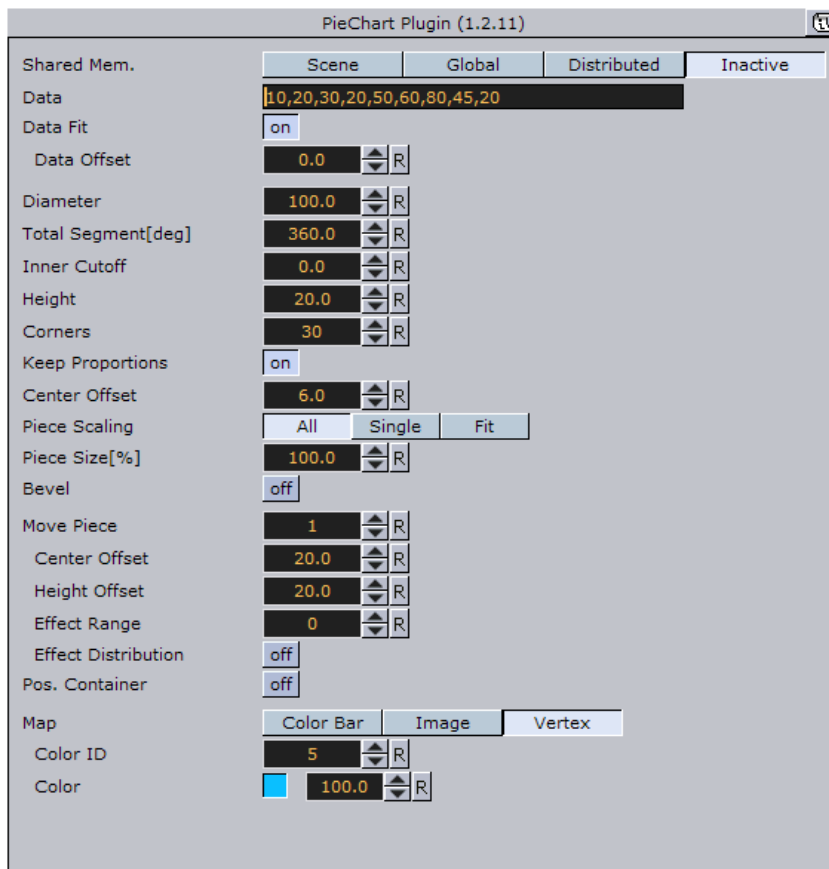 PieChart Plugin (1.2.11)
Shared Mem. Scene Global Distributed Inactive
Data 10,20,30,20,50,60,80,45,20
Data Fit on
Data Offset 0.0 R
Diameter 100.0 R
Total Segment[deg] 360.0 R
Inner Cutoff 0.0 R
Height 20.0 R
Corners 30 R
Keep Proportions on
Center Offset 6.0 R
Piece Scaling All Single Fit
Piece Size[%] 100.0 R
Bevel off
Move Piece 1 R
Center Offset 20.0 R
Height Offset 20.0 R
Effect Range 0 R
Effect Distribution off
Pos. Container off
Map Color Bar Image Vertex
Color ID 5 R
Color 100.0 R